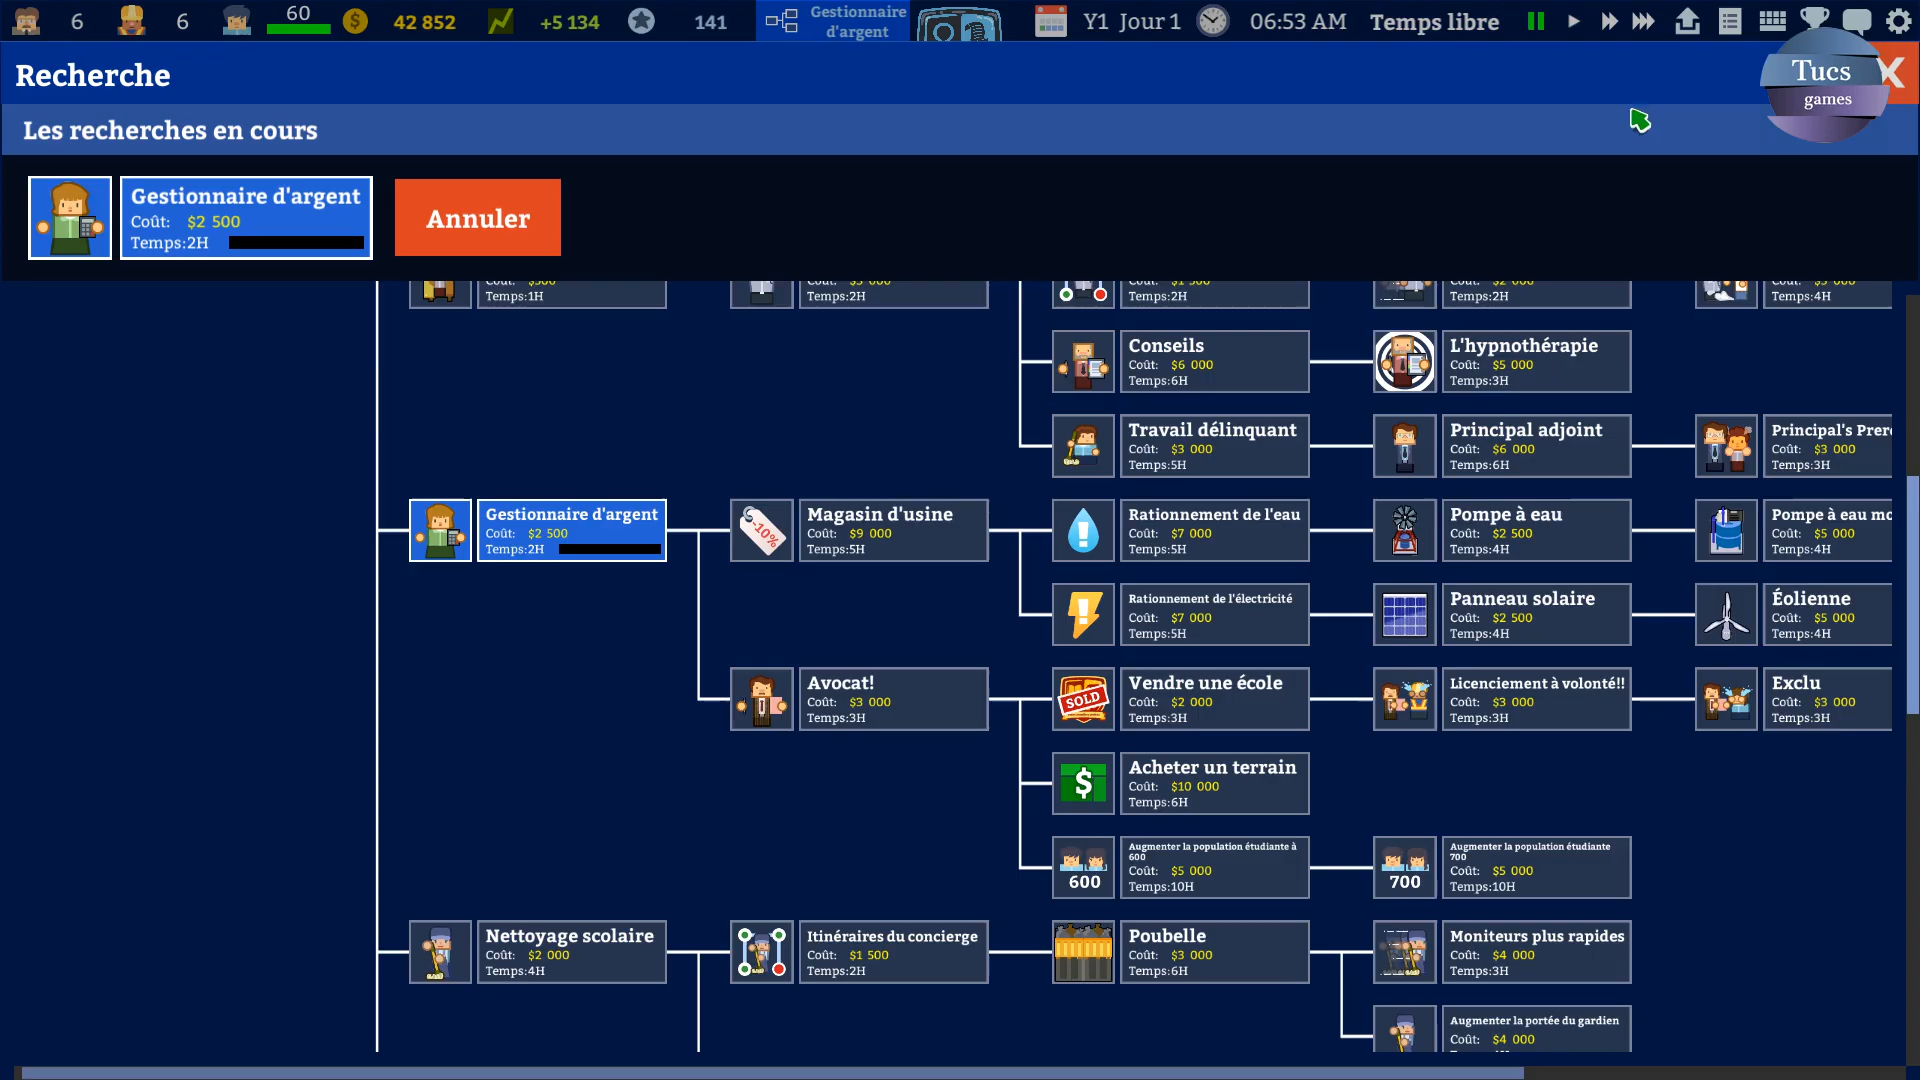 6
6
60
42 852
+5 134
141
Gestionnaire
d'argent
Y1 Jour 1
06:53 AM
Temps libre
Recherche
X
Tucs
games
Les recherches en cours
Gestionnaire d'argent
Coût: $2 500
Temps:2H
Annuler
Temps:1H
Temps:2H
Temps:2H
Temps:2H
Temps:4H
Conseils
Coût: $6 000
Temps:6H
L'hypnothérapie
Coût: $5 000
Temps:3H
Travail délinquant
Coût: $3 000
Temps:5H
Principal adjoint
Coût: $6 000
Temps:6H
Principal's Prer
Coût: $3 000
Temps:3H
Gestionnaire d'argent
Coût: $2 500
Temps:2H
-10%
Magasin d'usine
Coût: $9 000
Temps:5H
Rationnement de l'eau
Coût: $7 000
Temps:5H
Pompe à eau
Coût: $2 500
Temps:4H
Pompe à eau mo
Coût: $5 000
Temps:4H
Rationnement de l'électricité
Coût: $7 000
Temps:5H
Panneau solaire
Coût: $2 500
Temps:4H
Éolienne
Coût: $5 000
Temps:4H
Avocat!
Coût: $3 000
Temps:3H
SOLD
Vendre une école
Coût: $2 000
Temps:3H
Licenciement à volonté!!
Coût: $3 000
Temps:3H
Exclu
Coût: $3 000
Temps:3H
$
Acheter un terrain
Coût: $10 000
Temps:6H
600
Augmenter la population étudiante à
600
Coût: $5 000
Temps:10H
700
Augmenter la population étudiante
700
Coût: $5 000
Temps:10H
Nettoyage scolaire
Coût: $2 000
Temps:4H
Itinéraires du concierge
Coût: $1 500
Temps:2H
Poubelle
Coût: $3 000
Temps:6H
Moniteurs plus rapides
Coût: $4 000
Temps:3H
Augmenter la portée du gardien
Coût: $4 000